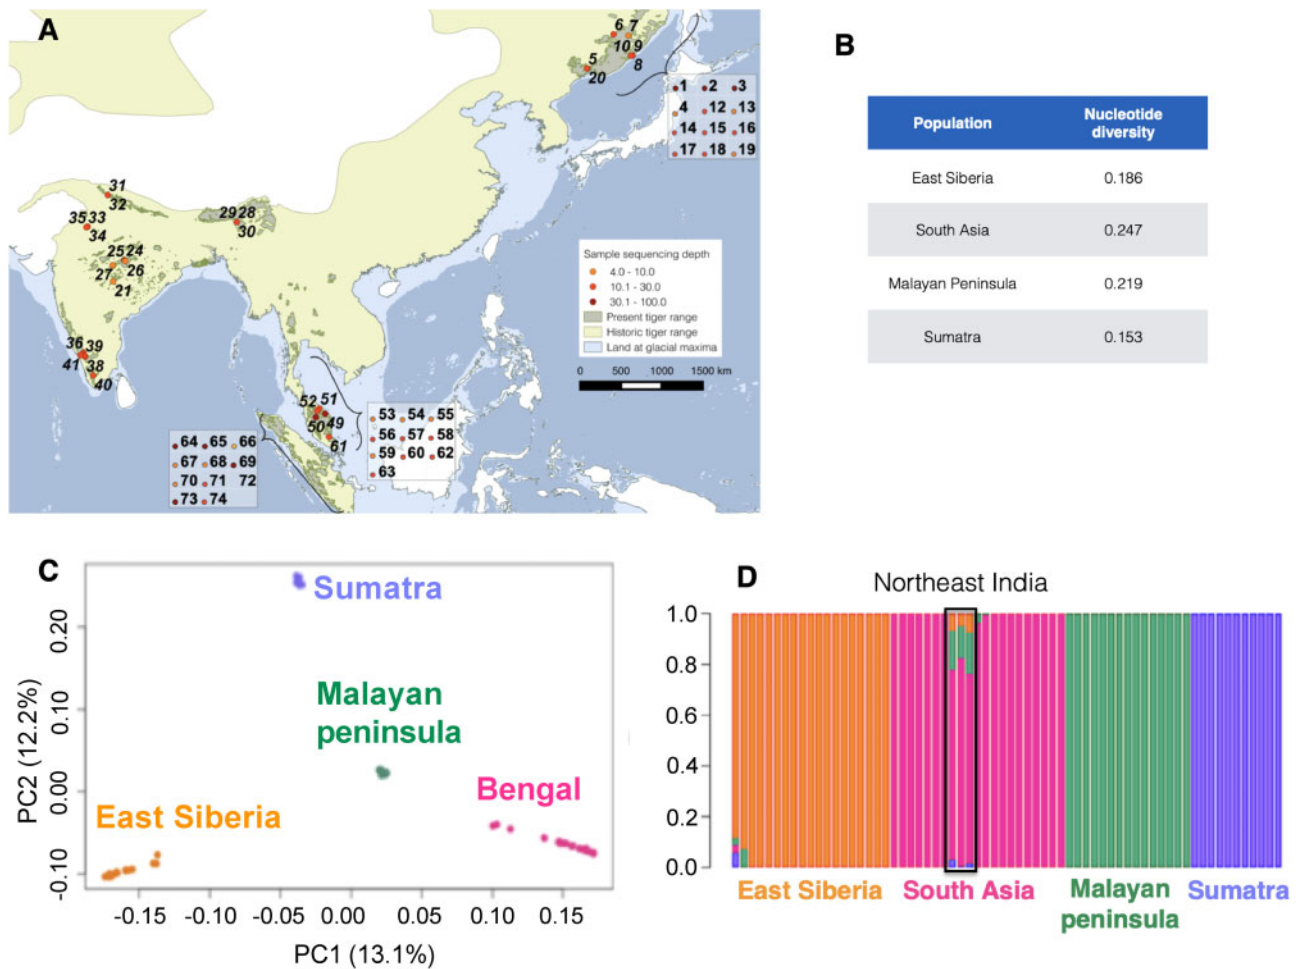 A
6 7
10 9
8
5
20
1 2 3
4 12 13
14 15 16
17 18 19
31
32
35 33
34
29 28
30
25 24
27 26
21
36 39
41 38
40
52 51
50 49
61
53 54 55
56 57 58
59 60 62
63
64 65 66
67 68 69
70 71 72
73 74
Sample sequencing depth
4.0 - 10.0
10.1 - 30.0
30.1 - 100.0
Present tiger range
Historic tiger range
Land at glacial maxima
0 500 1000 1500 km
B
Population Nucleotide
diversity
East Siberia 0.186
South Asia 0.247
Malayan Peninsula 0.219
Sumatra 0.153
C
Sumatra
Malayan
peninsula
Bengal
East Siberia
PC2 (12.2%)
0.20
0.10
0.00
-0.10
-0.15 -0.10 -0.05 0.00 0.05 0.10 0.15
PC1 (13.1%)
D
Northeast India
1.0
0.8
0.6
0.4
0.2
0.0
East Siberia South Asia Malayan
peninsula Sumatra